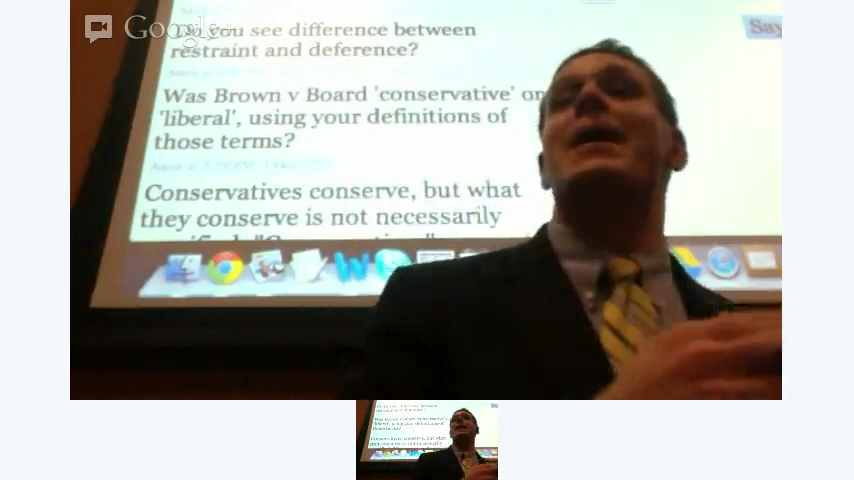 Google+
Do you see difference between
restraint and deference?
Was Brown v Board 'conservative' or
'liberal', using your definitions of
those terms?
Conservatives conserve, but what
they conserve is not necessarily
Say